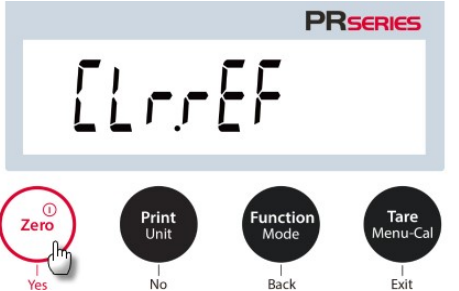 PRSERIES
CLr.rEF
Zero
Print
Unit
Function
Mode
Tare
Menu-Cal
Yes
No
Back
Exit